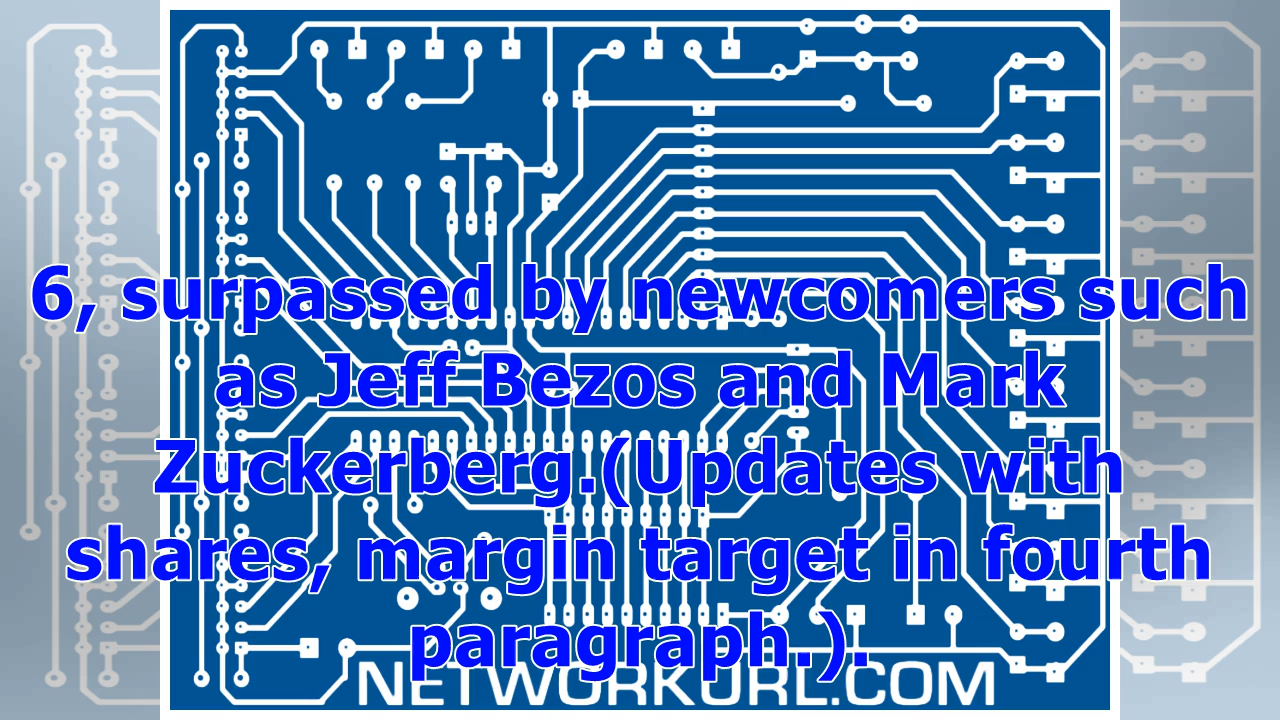 6, surpassed by newcomers such
as Jeff Bezos and Mark
Zuckerberg.(Updates with
shares, margin target in fourth
paragraph.).
NETWORKURL.COM